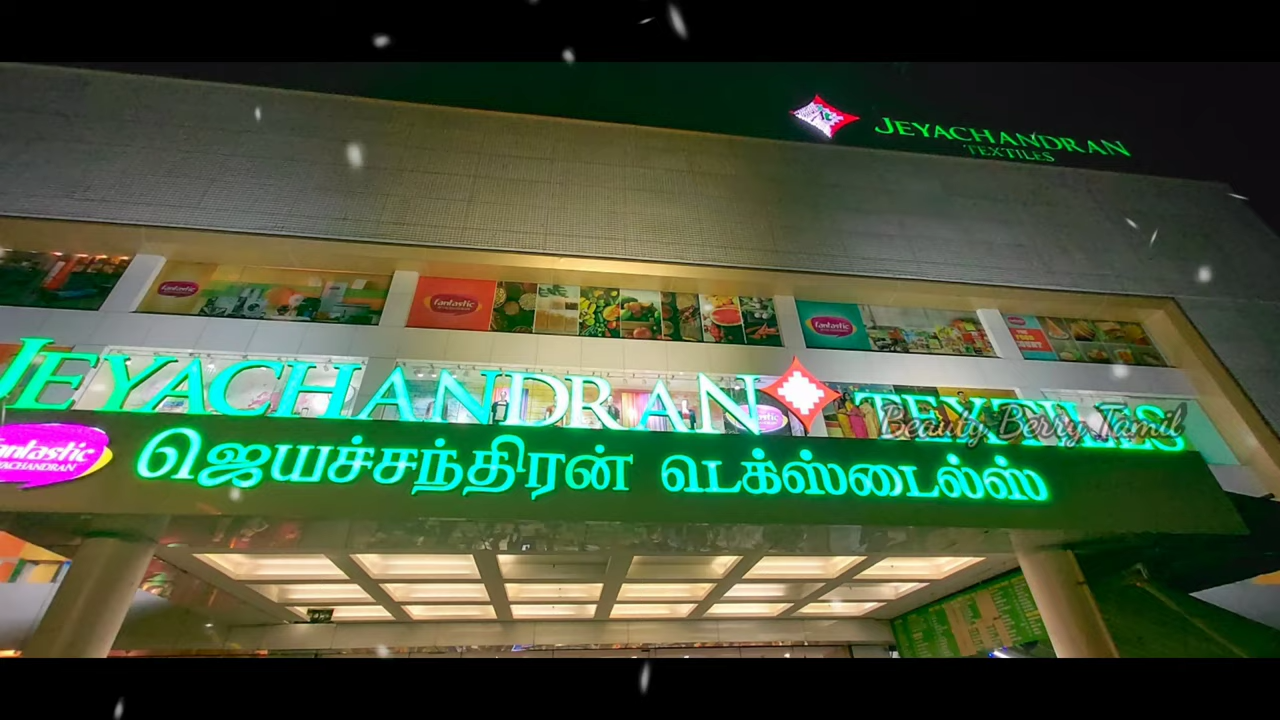 JEYACHANDRAN
TEXTILES
fantastic
fantastic
fantastic
JEYACHANDRAN TEXTILES
Beauty Berry Tamil
fantastic
JEYACHANDRAN
ஜெயச்சந்திரன் டெக்ஸ்டைல்ஸ்